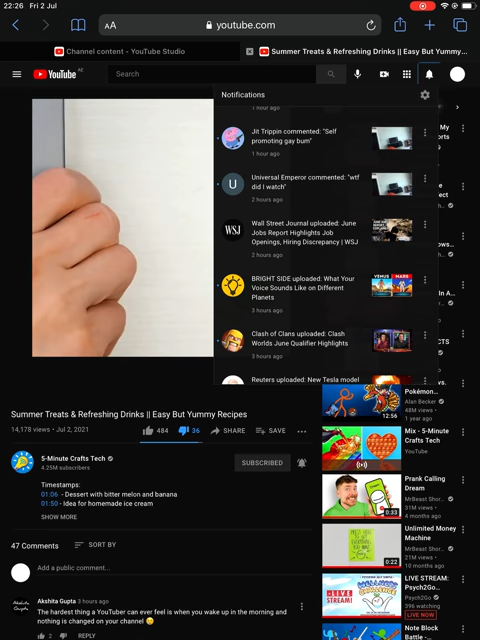 22:26 Fri 2 Jul
12%
AA
youtube.com
Channel content - YouTube Studio
Summer Treats & Refreshing Drinks || Easy But Yummy...
YouTube AE
Search
Notifications
1 hour ago
Jit Trippin commented: "Self
promoting gay bum"
1 hour ago
U
Universal Emperor commented: "wtf
did I watch"
2 hours ago
WSJ
Wall Street Journal uploaded: June
Jobs Report Highlights Job
Openings, Hiring Discrepancy | WSJ
2 hours ago
BRIGHT SIDE uploaded: What Your
Voice Sounds Like on Different
Planets
3 hours ago
VENUS MARS
Clash of Clans uploaded: Clash
Worlds June Qualifier Highlights
3 hours ago
Reuters uploaded: New Tesla model
Summer Treats & Refreshing Drinks || Easy But Yummy Recipes
14,178 views • Jul 2, 2021
484
36
SHARE
SAVE
5-Minute Crafts Tech
4.25M subscribers
SUBSCRIBED
Timestamps:
01:06 - Dessert with bitter melon and banana
01:50 - Idea for homemade ice cream
SHOW MORE
47 Comments
SORT BY
Add a public comment...
Akshita Gupta 3 hours ago
The hardest thing a YouTuber can ever feel is when you wake up in the morning and
nothing is changed on your channel
2
REPLY
My
Pokémon...
Alan Becker
48M views •
1 year ago
12:56
Mix - 5-Minute
Crafts Tech
YouTube
Prank Calling
Dream
MrBeast Shor...
31M views •
4 months ago
0:33
Unlimited Money
Machine
MrBeast Shor...
21M views •
10 months ago
0:22
LIVE STREAM:
Psych2Go...
Psych2Go
396 watching
LIVE NOW
LIVE
STREAM!
Note Block
Battle -